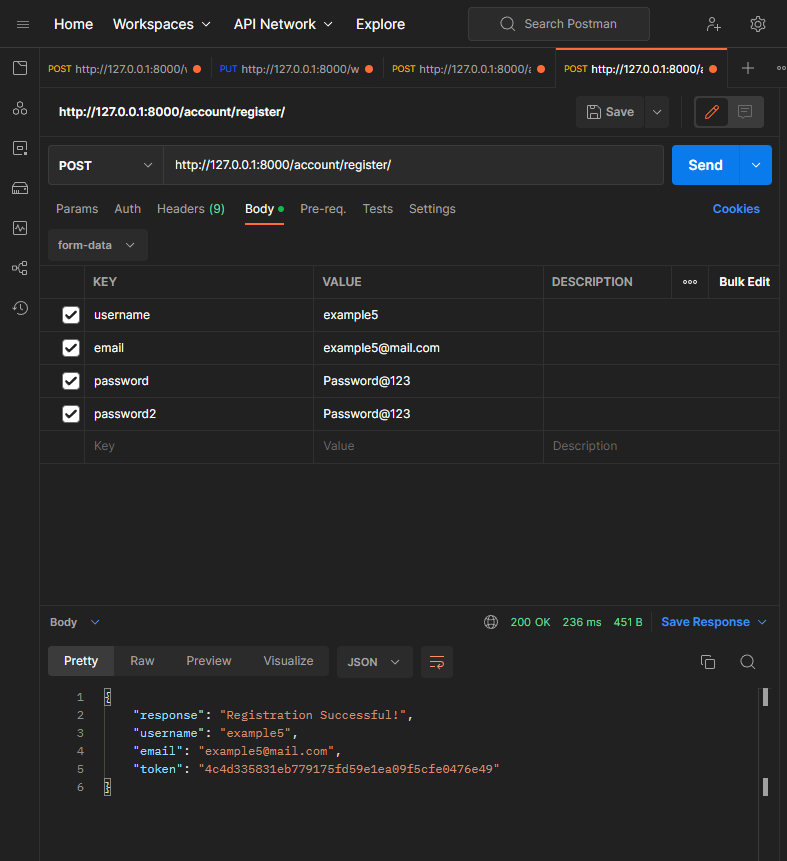 Home Workspaces API Network Explore Search Postman
POST http://127.0.0.1:8000/v PUT http://127.0.0.1:8000/w POST http://127.0.0.1:8000/a POST http://127.0.0.1:8000/a
http://127.0.0.1:8000/account/register/ Save
POST http://127.0.0.1:8000/account/register/ Send
Params Auth Headers (9) Body Pre-req. Tests Settings Cookies
form-data
KEY VALUE DESCRIPTION Bulk Edit
username example5
email example5@mail.com
password Password@123
password2 Password@123
Key Value Description
Body 200 OK 236 ms 451 B Save Response
Pretty Raw Preview Visualize JSON
1 {
2 "response": "Registration Successful!",
3 "username": "example5",
4 "email": "example5@mail.com",
5 "token": "4c4d335831eb779175fd59e1ea09f5cfe0476e49"
6 }